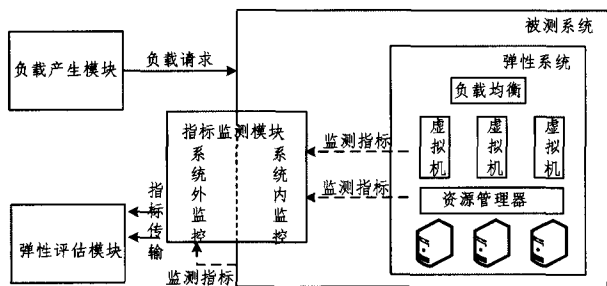 被测系统
负载产生模块
负载请求
弹性系统
负载均衡
虚拟机
虚拟机
虚拟机
指标监测模块
系统外监控
系统内监控
监测指标
监测指标
资源管理器
指标传输
弹性评估模块
监测指标